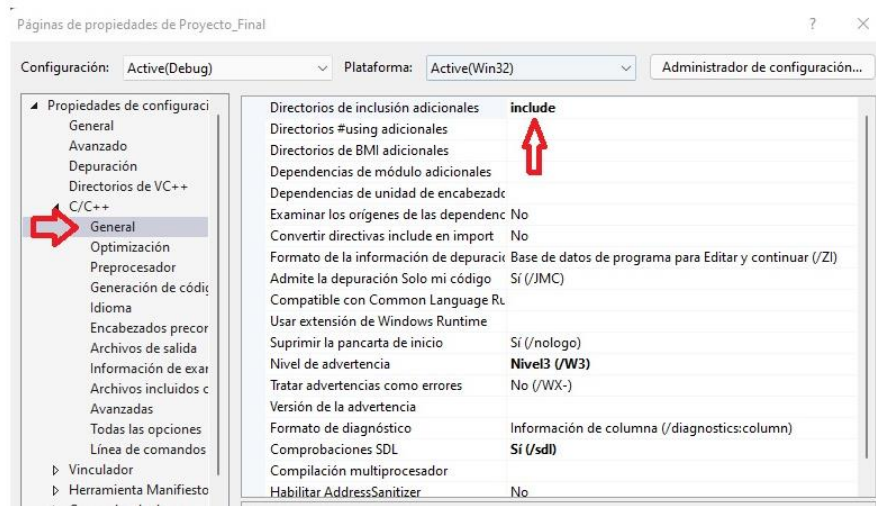 Páginas de propiedades de Proyecto_Final ? ×
Configuración: Active(Debug) Plataforma: Active(Win32) Administrador de configuración...
Propiedades de configuraci
General
Avanzado
Depuración
Directorios de VC++
C/C++
General
Optimización
Preprocesador
Generación de códig
Idioma
Encabezados precor
Archivos de salida
Información de exar
Archivos incluidos c
Avanzadas
Todas las opciones
Línea de comandos
Vinculador
Herramienta Manifiesto
Directorios de inclusión adicionales include
Directorios #using adicionales
Directorios de BMI adicionales
Dependencias de módulo adicionales
Dependencias de unidad de encabezado
Examinar los orígenes de las dependenc No
Convertir directivas include en import No
Formato de la información de depuració Base de datos de programa para Editar y continuar (/ZI)
Admite la depuración Solo mi código Sí (/JMC)
Compatible con Common Language Ru
Usar extensión de Windows Runtime
Suprimir la pancarta de inicio Sí (/nologo)
Nivel de advertencia Nivel3 (/W3)
Tratar advertencias como errores No (/WX-)
Versión de la advertencia
Formato de diagnóstico Información de columna (/diagnostics:column)
Comprobaciones SDL Sí (/sdl)
Compilación multiprocesador
Habilitar AddressSanitizer No